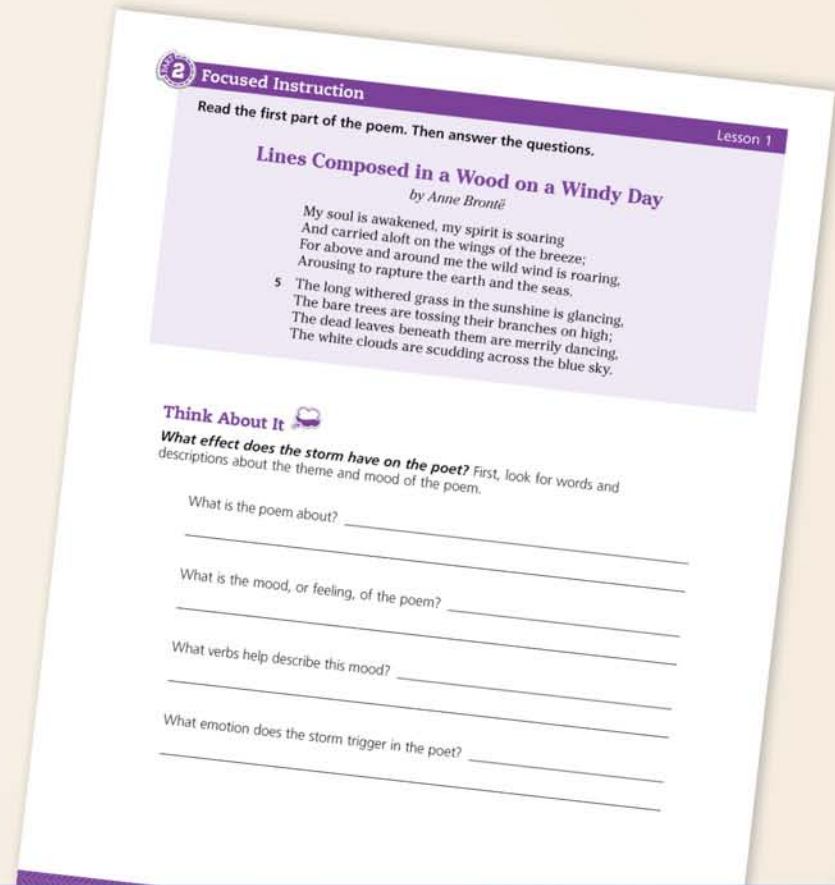 PART 2 Focused Instruction
Lesson 1
Read the first part of the poem. Then answer the questions.
Lines Composed in a Wood on a Windy Day
by Anne Brontë
My soul is awakened, my spirit is soaring
And carried aloft on the wings of the breeze;
For above and around me the wild wind is roaring,
Arousing to rapture the earth and the seas.
5 The long withered grass in the sunshine is glancing,
The bare trees are tossing their branches on high;
The dead leaves beneath them are merrily dancing,
The white clouds are scudding across the blue sky.
Think About It
What effect does the storm have on the poet? First, look for words and
descriptions about the theme and mood of the poem.
What is the poem about?
What is the mood, or feeling, of the poem?
What verbs help describe this mood?
What emotion does the storm trigger in the poet?